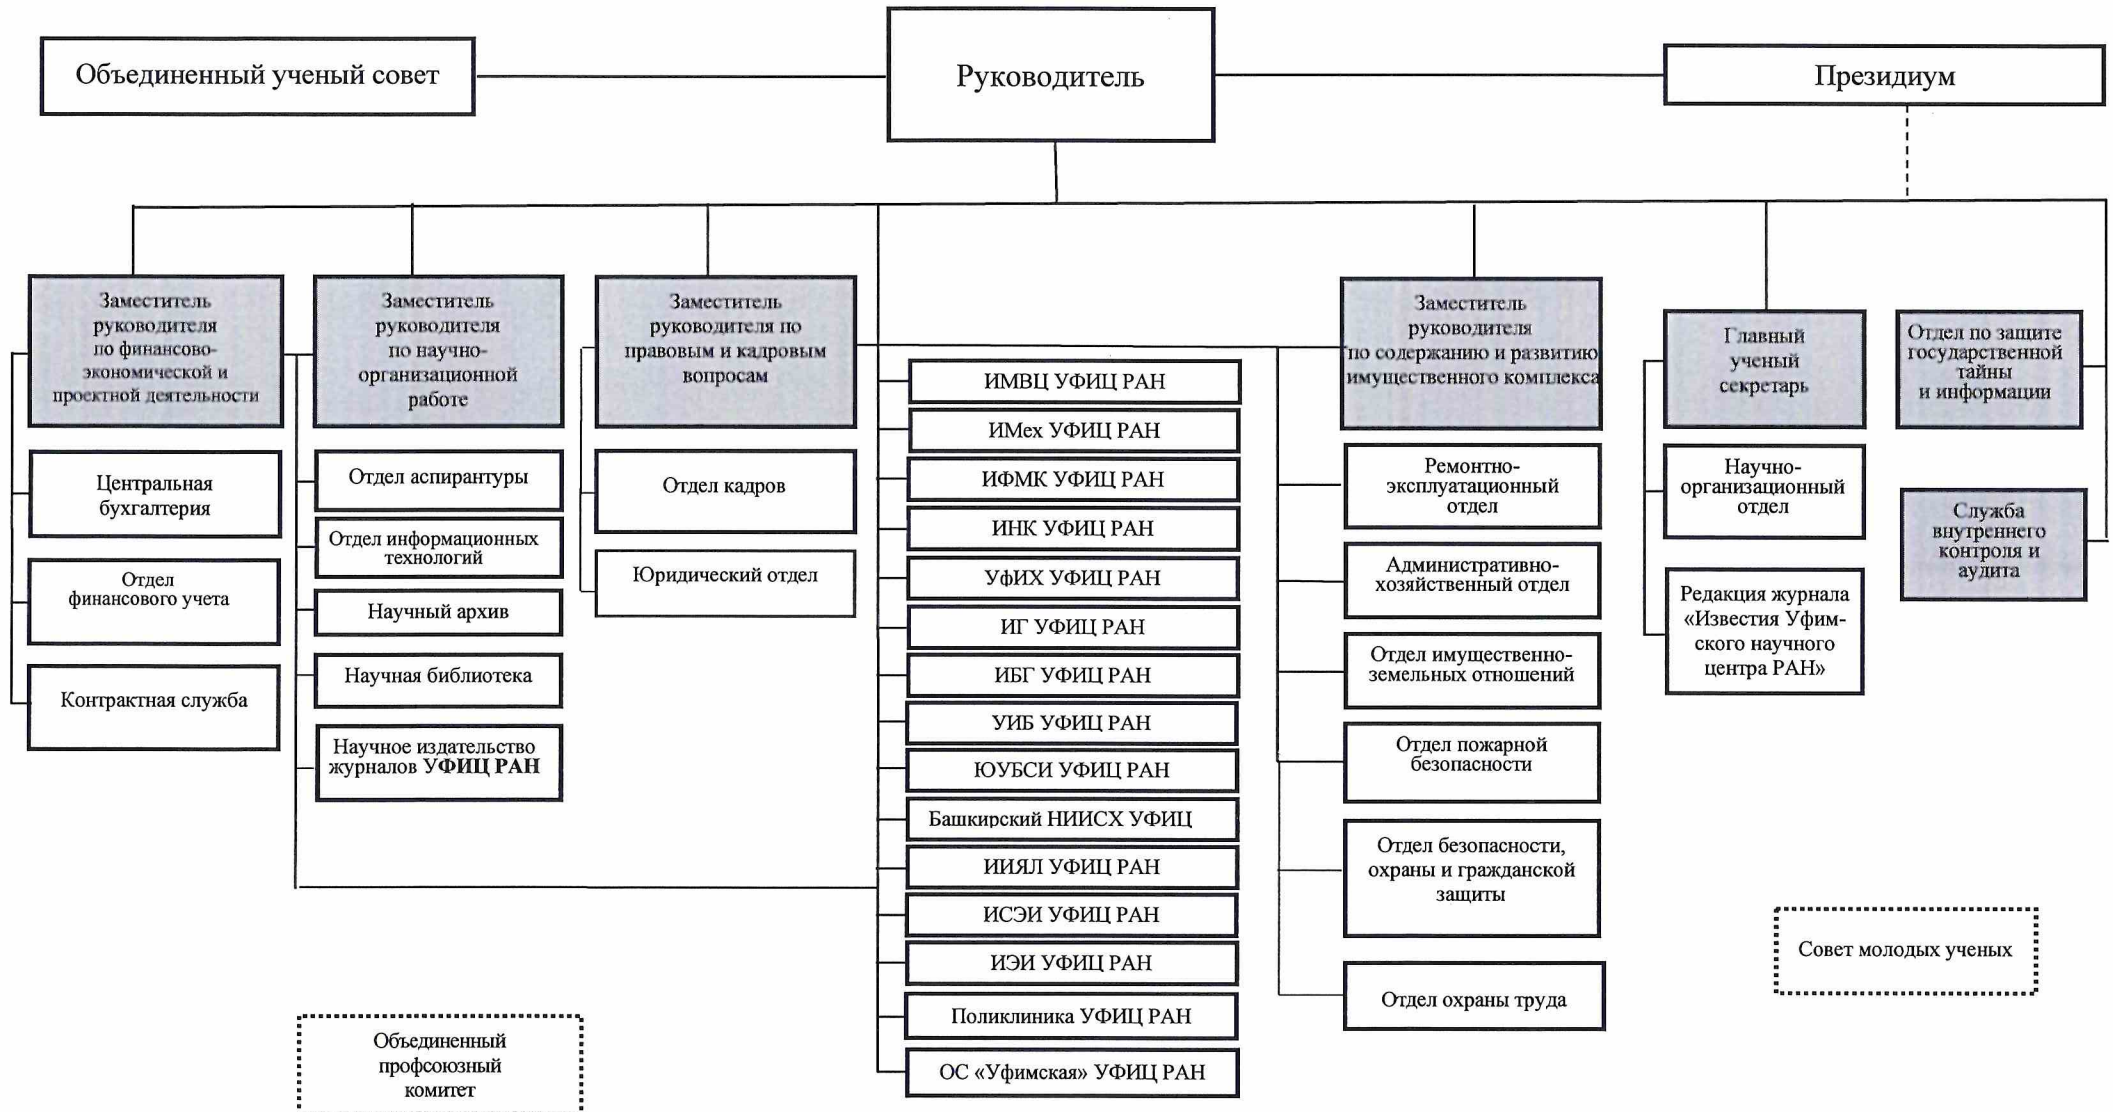 Объединенный ученый совет
Руководитель
Президиум
Заместитель
руководителя
по финансово-
экономической и
проектной деятельности
Центральная
бухгалтерия
Отдел
финансового учета
Контрактная служба
Заместитель
руководителя
по научно-
организационной
работе
Отдел аспирантуры
Отдел информационных
технологий
Научный архив
Научная библиотека
Научное издательство
журналов УФИЦ РАН
Заместитель
руководителя по
правовым и кадровым
вопросам
Отдел кадров
Юридический отдел
ИМВЦ УФИЦ РАН
ИМех УФИЦ РАН
ИФМК УФИЦ РАН
ИНК УФИЦ РАН
УфИХ УФИЦ РАН
ИГ УФИЦ РАН
ИБГ УФИЦ РАН
УИБ УФИЦ РАН
ЮУБСИ УФИЦ РАН
Башкирский НИИСХ УФИЦ
ИИЯЛ УФИЦ РАН
ИСЭИ УФИЦ РАН
ИЭИ УФИЦ РАН
Поликлиника УФИЦ РАН
ОС «Уфимская» УФИЦ РАН
Заместитель
руководителя
по содержанию и развитию
имущественного комплекса
Ремонтно-
эксплуатационный
отдел
Административно-
хозяйственный отдел
Отдел имущественно-
земельных отношений
Отдел пожарной
безопасности
Отдел безопасности,
охраны и гражданской
защиты
Отдел охраны труда
Главный
ученый
секретарь
Научно-
организационный
отдел
Редакция журнала
«Известия Уфим-
ского научного
центра РАН»
Отдел по защите
государственной
тайны
и информации
Служба
внутреннего
контроля и
аудита
Совет молодых ученых
Объединенный
профсоюзный
комитет